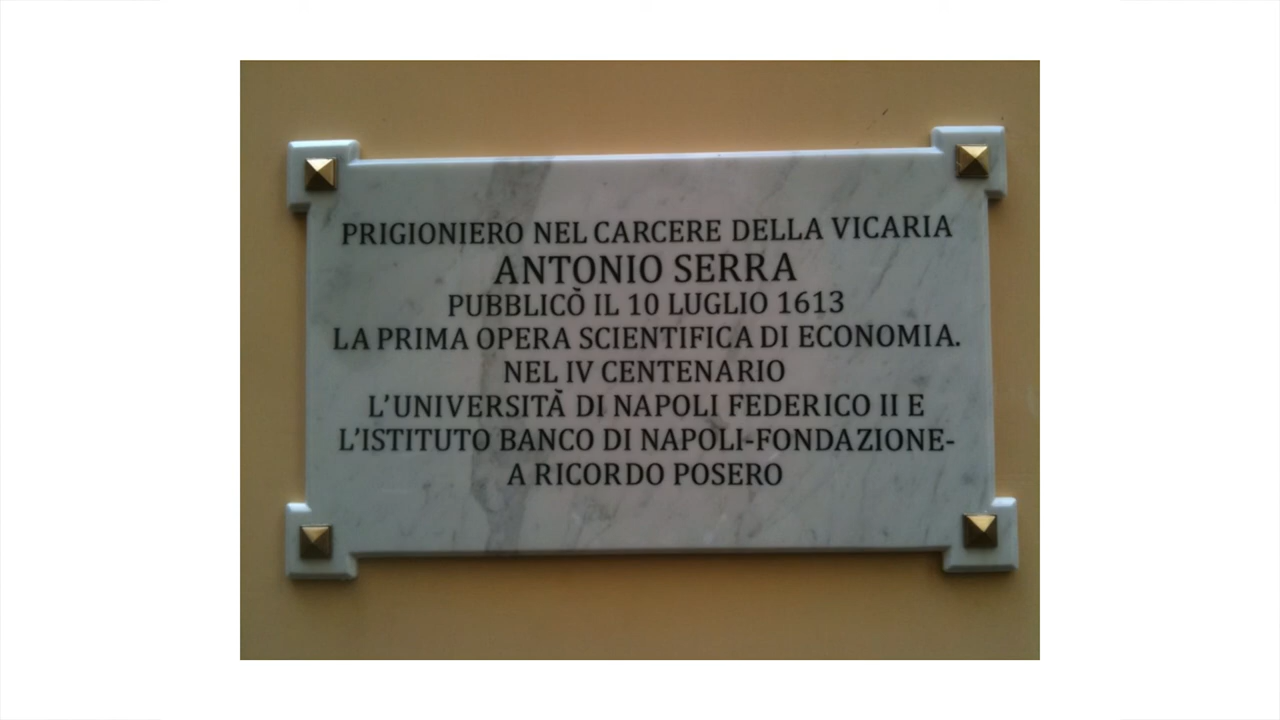 PRIGIONIERO NEL CARCERE DELLA VICARIA
ANTONIO SERRA
PUBBLICÒ IL 10 LUGLIO 1613
LA PRIMA OPERA SCIENTIFICA DI ECONOMIA.
NEL IV CENTENARIO
L'UNIVERSITÀ DI NAPOLI FEDERICO II E
L'ISTITUTO BANCO DI NAPOLI-FONDAZIONE-
A RICORDO POSERO